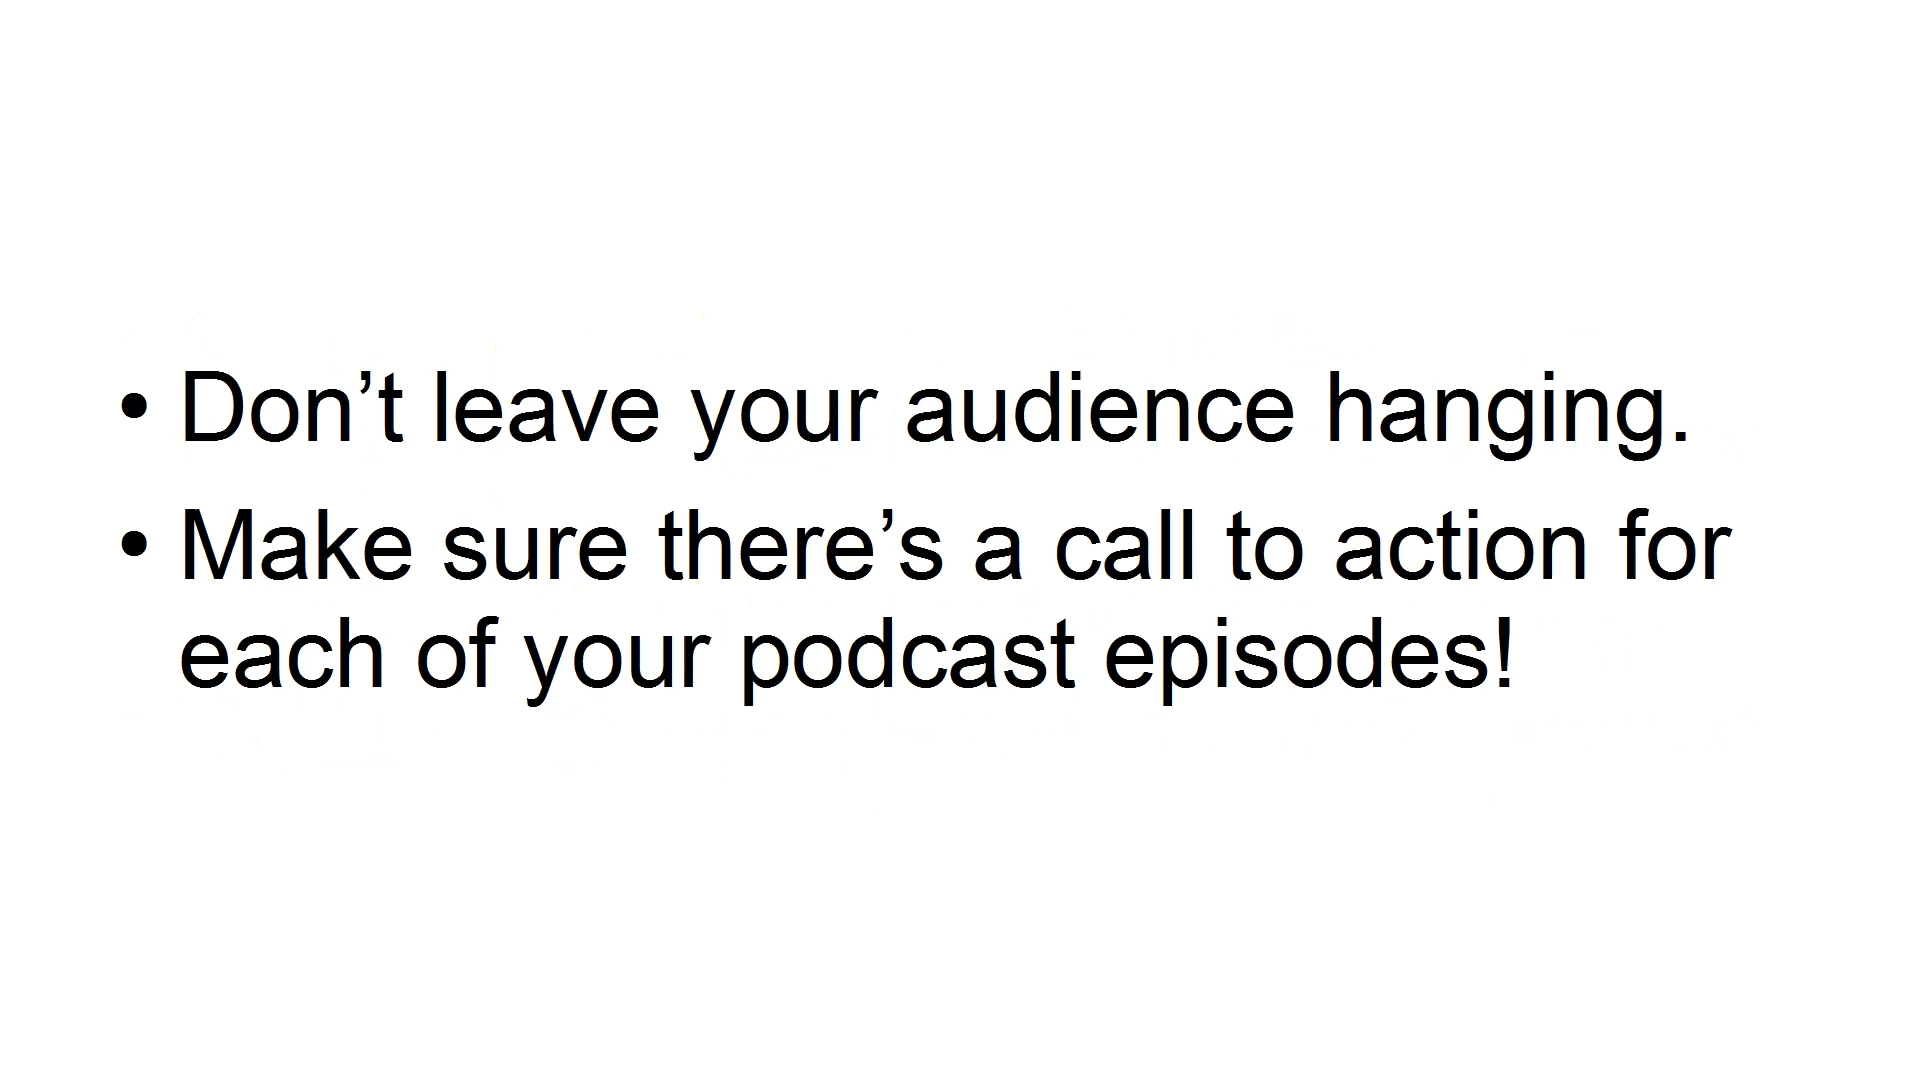 • Don’t leave your audience hanging.
• Make sure there’s a call to action for
each of your podcast episodes!